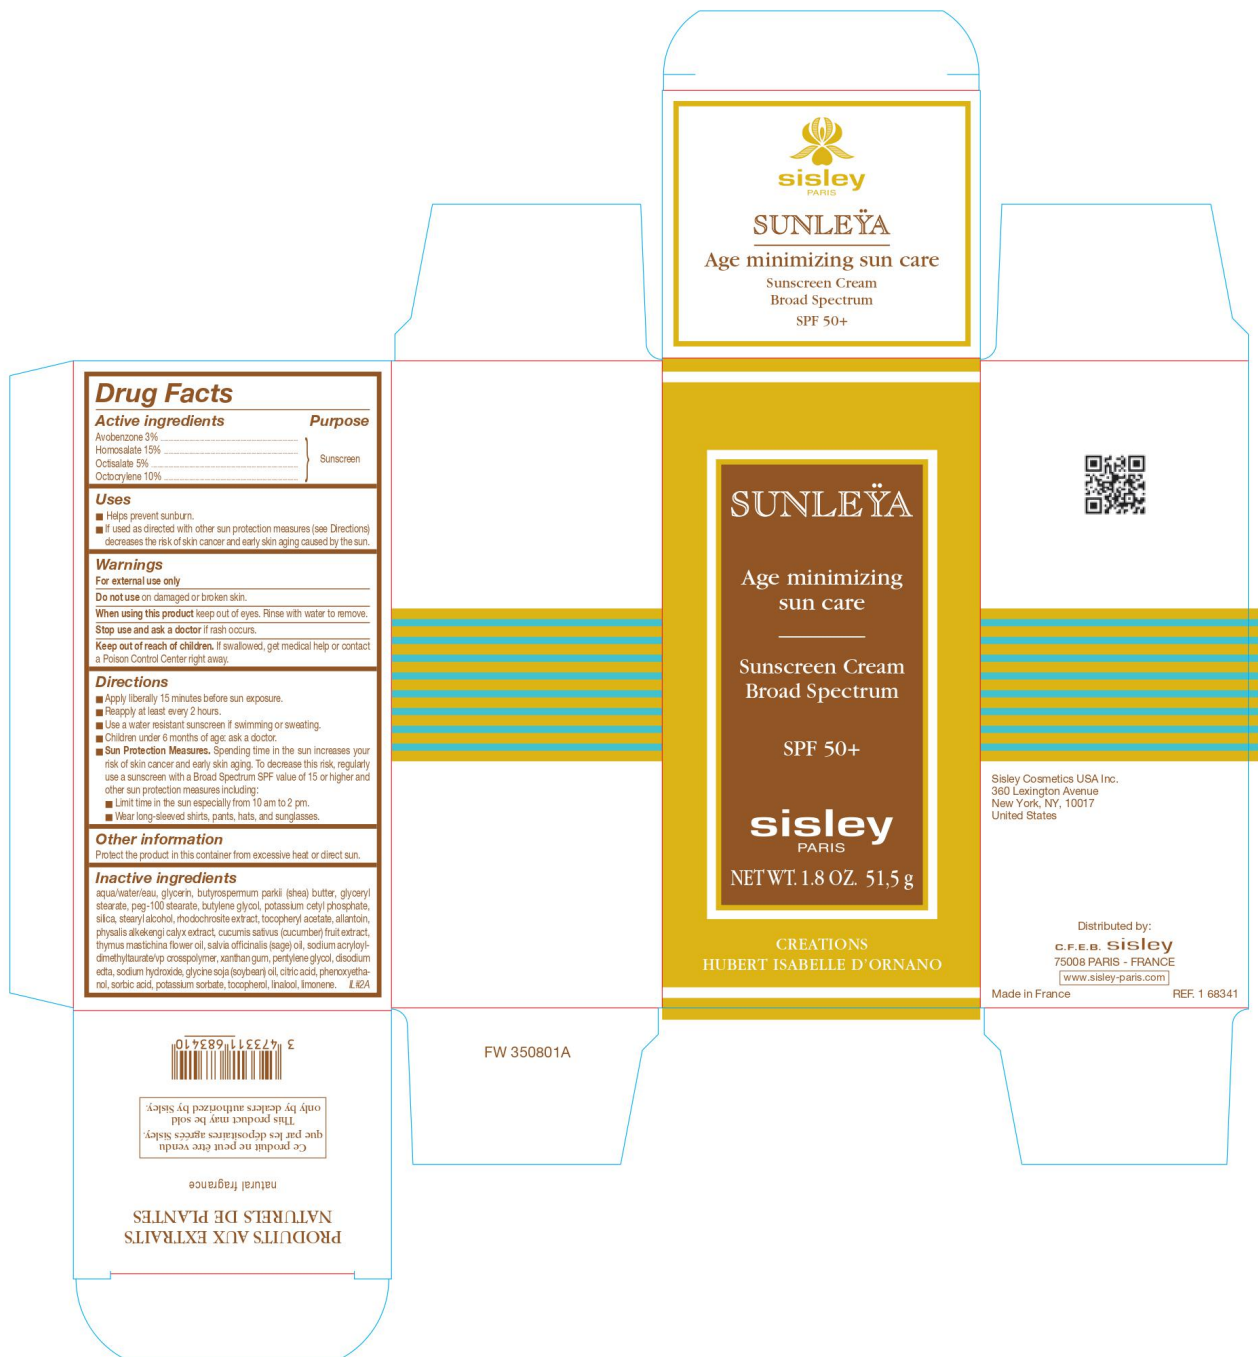 sisley
PARIS
SUNLEŸA
Age minimizing sun care
Sunscreen Cream
Broad Spectrum
SPF 50+
Drug Facts
Active ingredients Purpose
Avobenzone 3%
Homosalate 15%
Octisalate 5%
Octocrylene 10%
Sunscreen
Uses
■ Helps prevent sunburn.
■ If used as directed with other sun protection measures (see Directions)
decreases the risk of skin cancer and early skin aging caused by the sun.
Warnings
For external use only
Do not use on damaged or broken skin.
When using this product keep out of eyes. Rinse with water to remove.
Stop use and ask a doctor if rash occurs.
Keep out of reach of children. If swallowed, get medical help or contact
a Poison Control Center right away.
Directions
■ Apply liberally 15 minutes before sun exposure.
■ Reapply at least every 2 hours.
■ Use a water resistant sunscreen if swimming or sweating.
■ Children under 6 months of age: ask a doctor.
■ Sun Protection Measures. Spending time in the sun increases your
risk of skin cancer and early skin aging. To decrease this risk, regularly
use a sunscreen with a Broad Spectrum SPF value of 15 or higher and
other sun protection measures including:
■ Limit time in the sun especially from 10 am to 2 pm.
■ Wear long-sleeved shirts, pants, hats, and sunglasses.
Other information
Protect the product in this container from excessive heat or direct sun.
Inactive ingredients
aqua/water/eau, glycerin, butyrospermum parkii (shea) butter, glyceryl
stearate, peg-100 stearate, butylene glycol, potassium cetyl phosphate,
silica, stearyl alcohol, rhodochrosite extract, tocopheryl acetate, allantoin,
physalis alkekengi calyx extract, cucumis sativus (cucumber) fruit extract,
thymus mastichina flower oil, salvia officinalis (sage) oil, sodium acryloyl-
dimethyltaurate/vp crosspolymer, xanthan gum, pentylene glycol, disodium
edta, sodium hydroxide, glycine soja (soybean) oil, citric acid, phenoxyetha-
nol, sorbic acid, potassium sorbate, tocopherol, linalool, limonene. IL#2A
SUNLEŸA
Age minimizing
sun care
Sunscreen Cream
Broad Spectrum
SPF 50+
sisley
PARIS
NET WT. 1.8 OZ. 51,5 g
CREATIONS
HUBERT ISABELLE D'ORNANO
Sisley Cosmetics USA Inc.
360 Lexington Avenue
New York, NY, 10017
United States
Distributed by:
C.F.E.B. sisley
75008 PARIS - FRANCE
www.sisley-paris.com
Made in France REF. 1 68341
FW 350801A
PRODUITS AUX EXTRAITS
NATURELS DE PLANTES
natural fragrance
Ce produit ne peut être vendu
que par les dépositaires agréés Sisley.
This product may be sold
only by dealers authorized by Sisley.
3 473311 683410